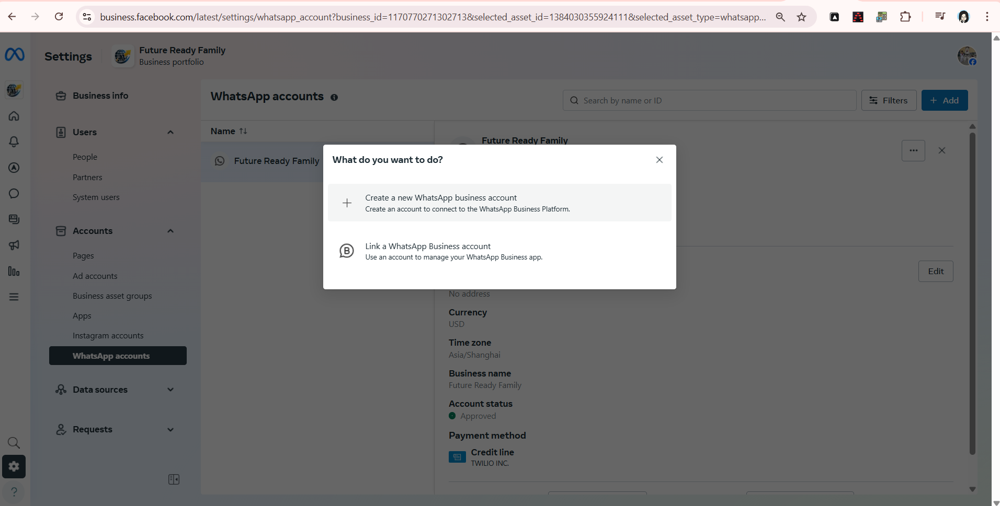 business.facebook.com/latest/settings/whatsapp_account?business_id=1170770271302713&selected_asset_id=1384030355924111&selected_asset_type=whatsapp...
Settings
Future Ready Family
Business portfolio
Business info
Users
People
Partners
System users
Accounts
Pages
Ad accounts
Business asset groups
Apps
Instagram accounts
WhatsApp accounts
Data sources
Requests
WhatsApp accounts
Search by name or ID
Filters
+ Add
Name
Future Ready Family
Future Ready Family
What do you want to do?
Create a new WhatsApp business account
Create an account to connect to the WhatsApp Business Platform.
Link a WhatsApp Business account
Use an account to manage your WhatsApp Business app.
Edit
No address
Currency
USD
Time zone
Asia/Shanghai
Business name
Future Ready Family
Account status
Approved
Payment method
Credit line
TWILIO INC.